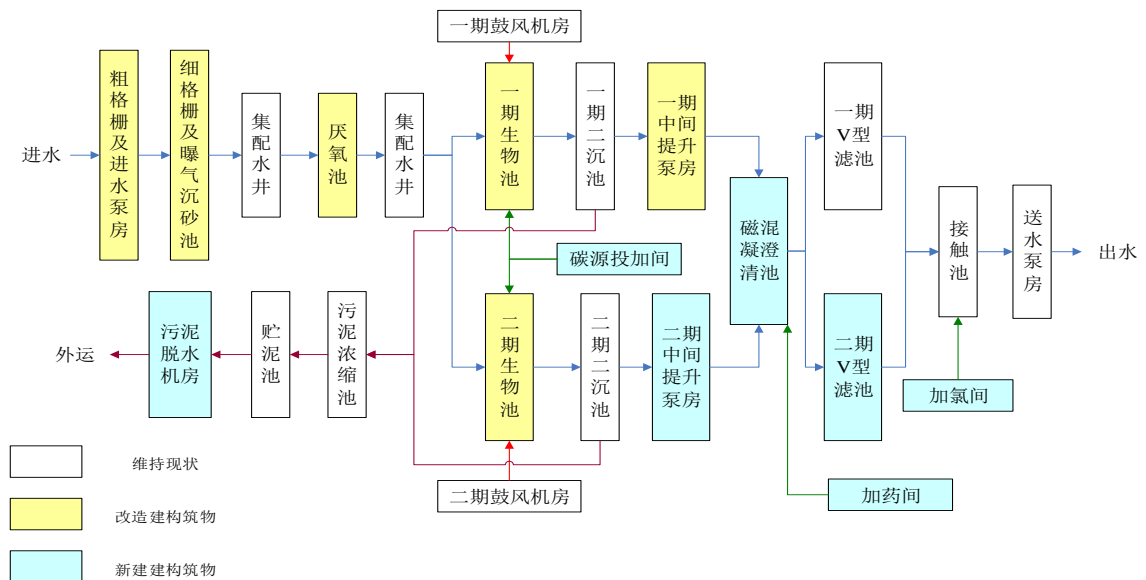 一期鼓风机房
进水
粗格栅及进水泵房
细格栅及曝气沉砂池
集配水井
厌氧池
集配水井
一期生物池
一期二沉池
一期中间提升泵房
磁混凝澄清池
一期V型滤池
接触池
送水泵房
出水
碳源投加间
外运
污泥脱水机房
贮泥池
污泥浓缩池
二期生物池
二期二沉池
二期中间提升泵房
二期V型滤池
加氯间
二期鼓风机房
加药间
维持现状
改造建构筑物
新建建构筑物